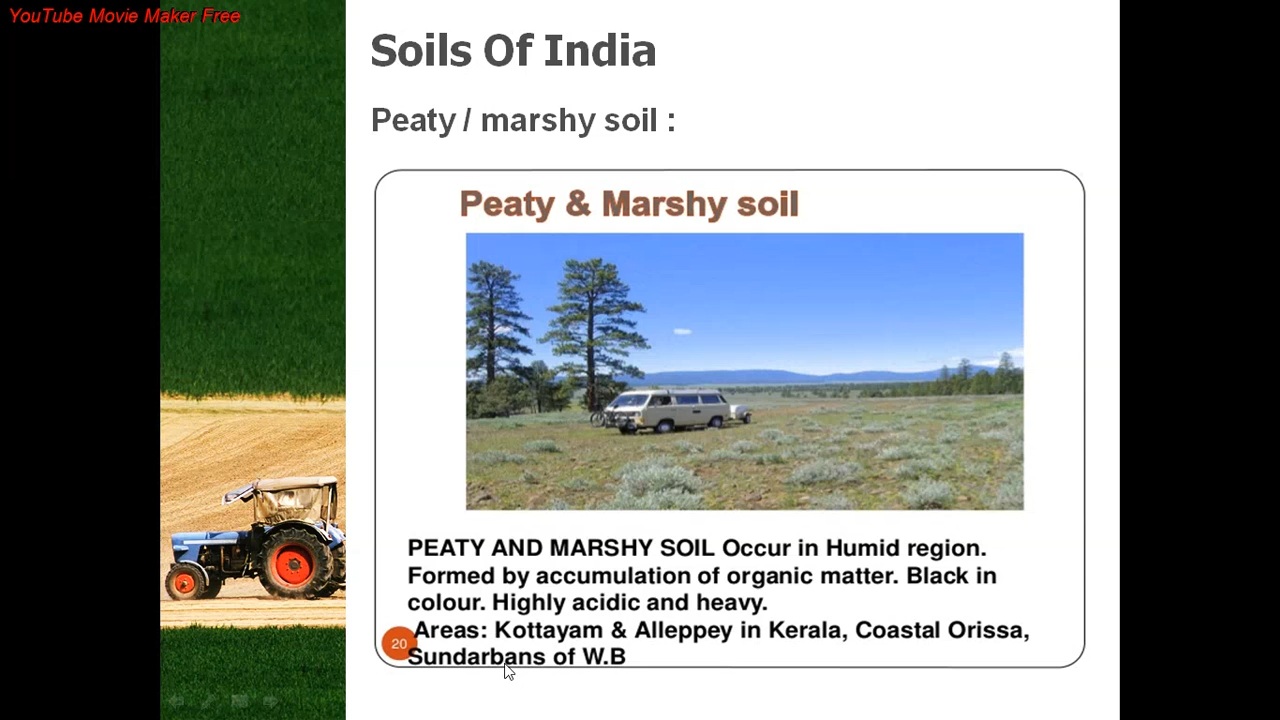 YouTube Movie Maker Free
Soils Of India
Peaty / marshy soil :
Peaty & Marshy soil
PEATY AND MARSHY SOIL Occur in Humid region.
Formed by accumulation of organic matter. Black in
colour. Highly acidic and heavy.
Areas: Kottayam & Alleppey in Kerala, Coastal Orissa,
20
Sundarbans of W.B